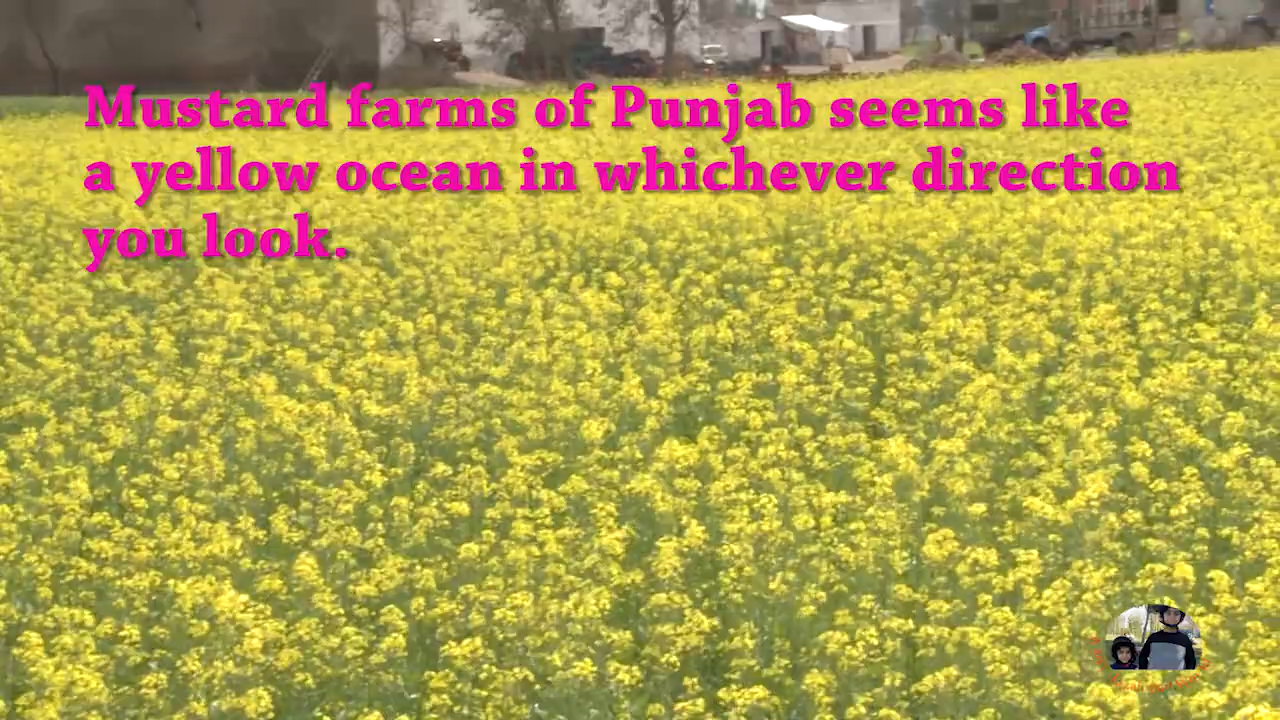 Mustard farms of Punjab seems like
a yellow ocean in whichever direction
you look.